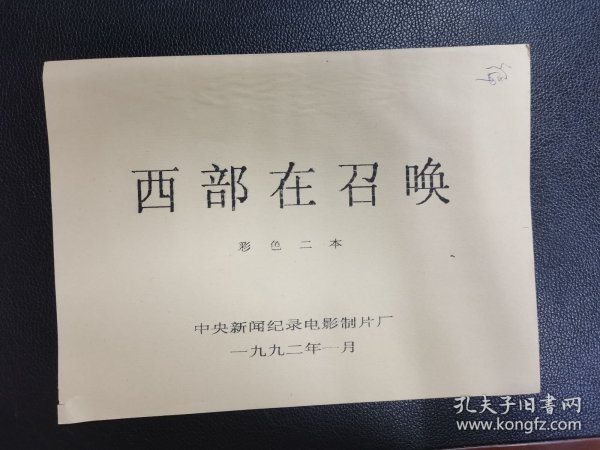 西部在召唤
彩色二本
中央新闻纪录电影制片厂
一九九二年一月
孔夫子旧书网
www.kongfz.com